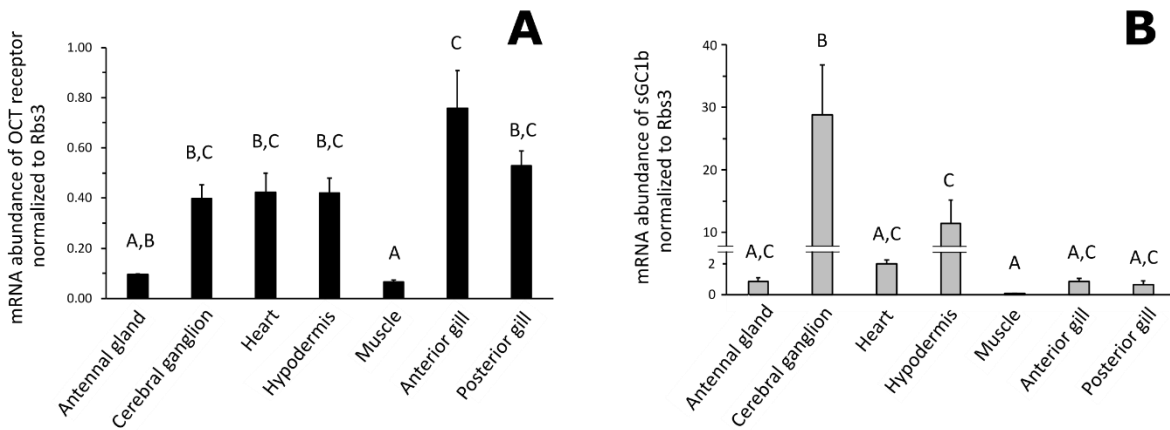 A
mRNA abundance of OCT receptor
normalized to Rbs3
1.00
0.80
0.60
0.40
0.20
0.00
A,B
B,C
B,C
B,C
A
C
B,C
Antennal gland
Cerebral ganglion
Heart
Hypodermis
Muscle
Anterior gill
Posterior gill
B
mRNA abundance of sGC1b
normalized to Rbs3
40
30
20
10
2
0
A,C
B
A,C
C
A
A,C
A,C
Antennal gland
Cerebral ganglion
Heart
Hypodermis
Muscle
Anterior gill
Posterior gill